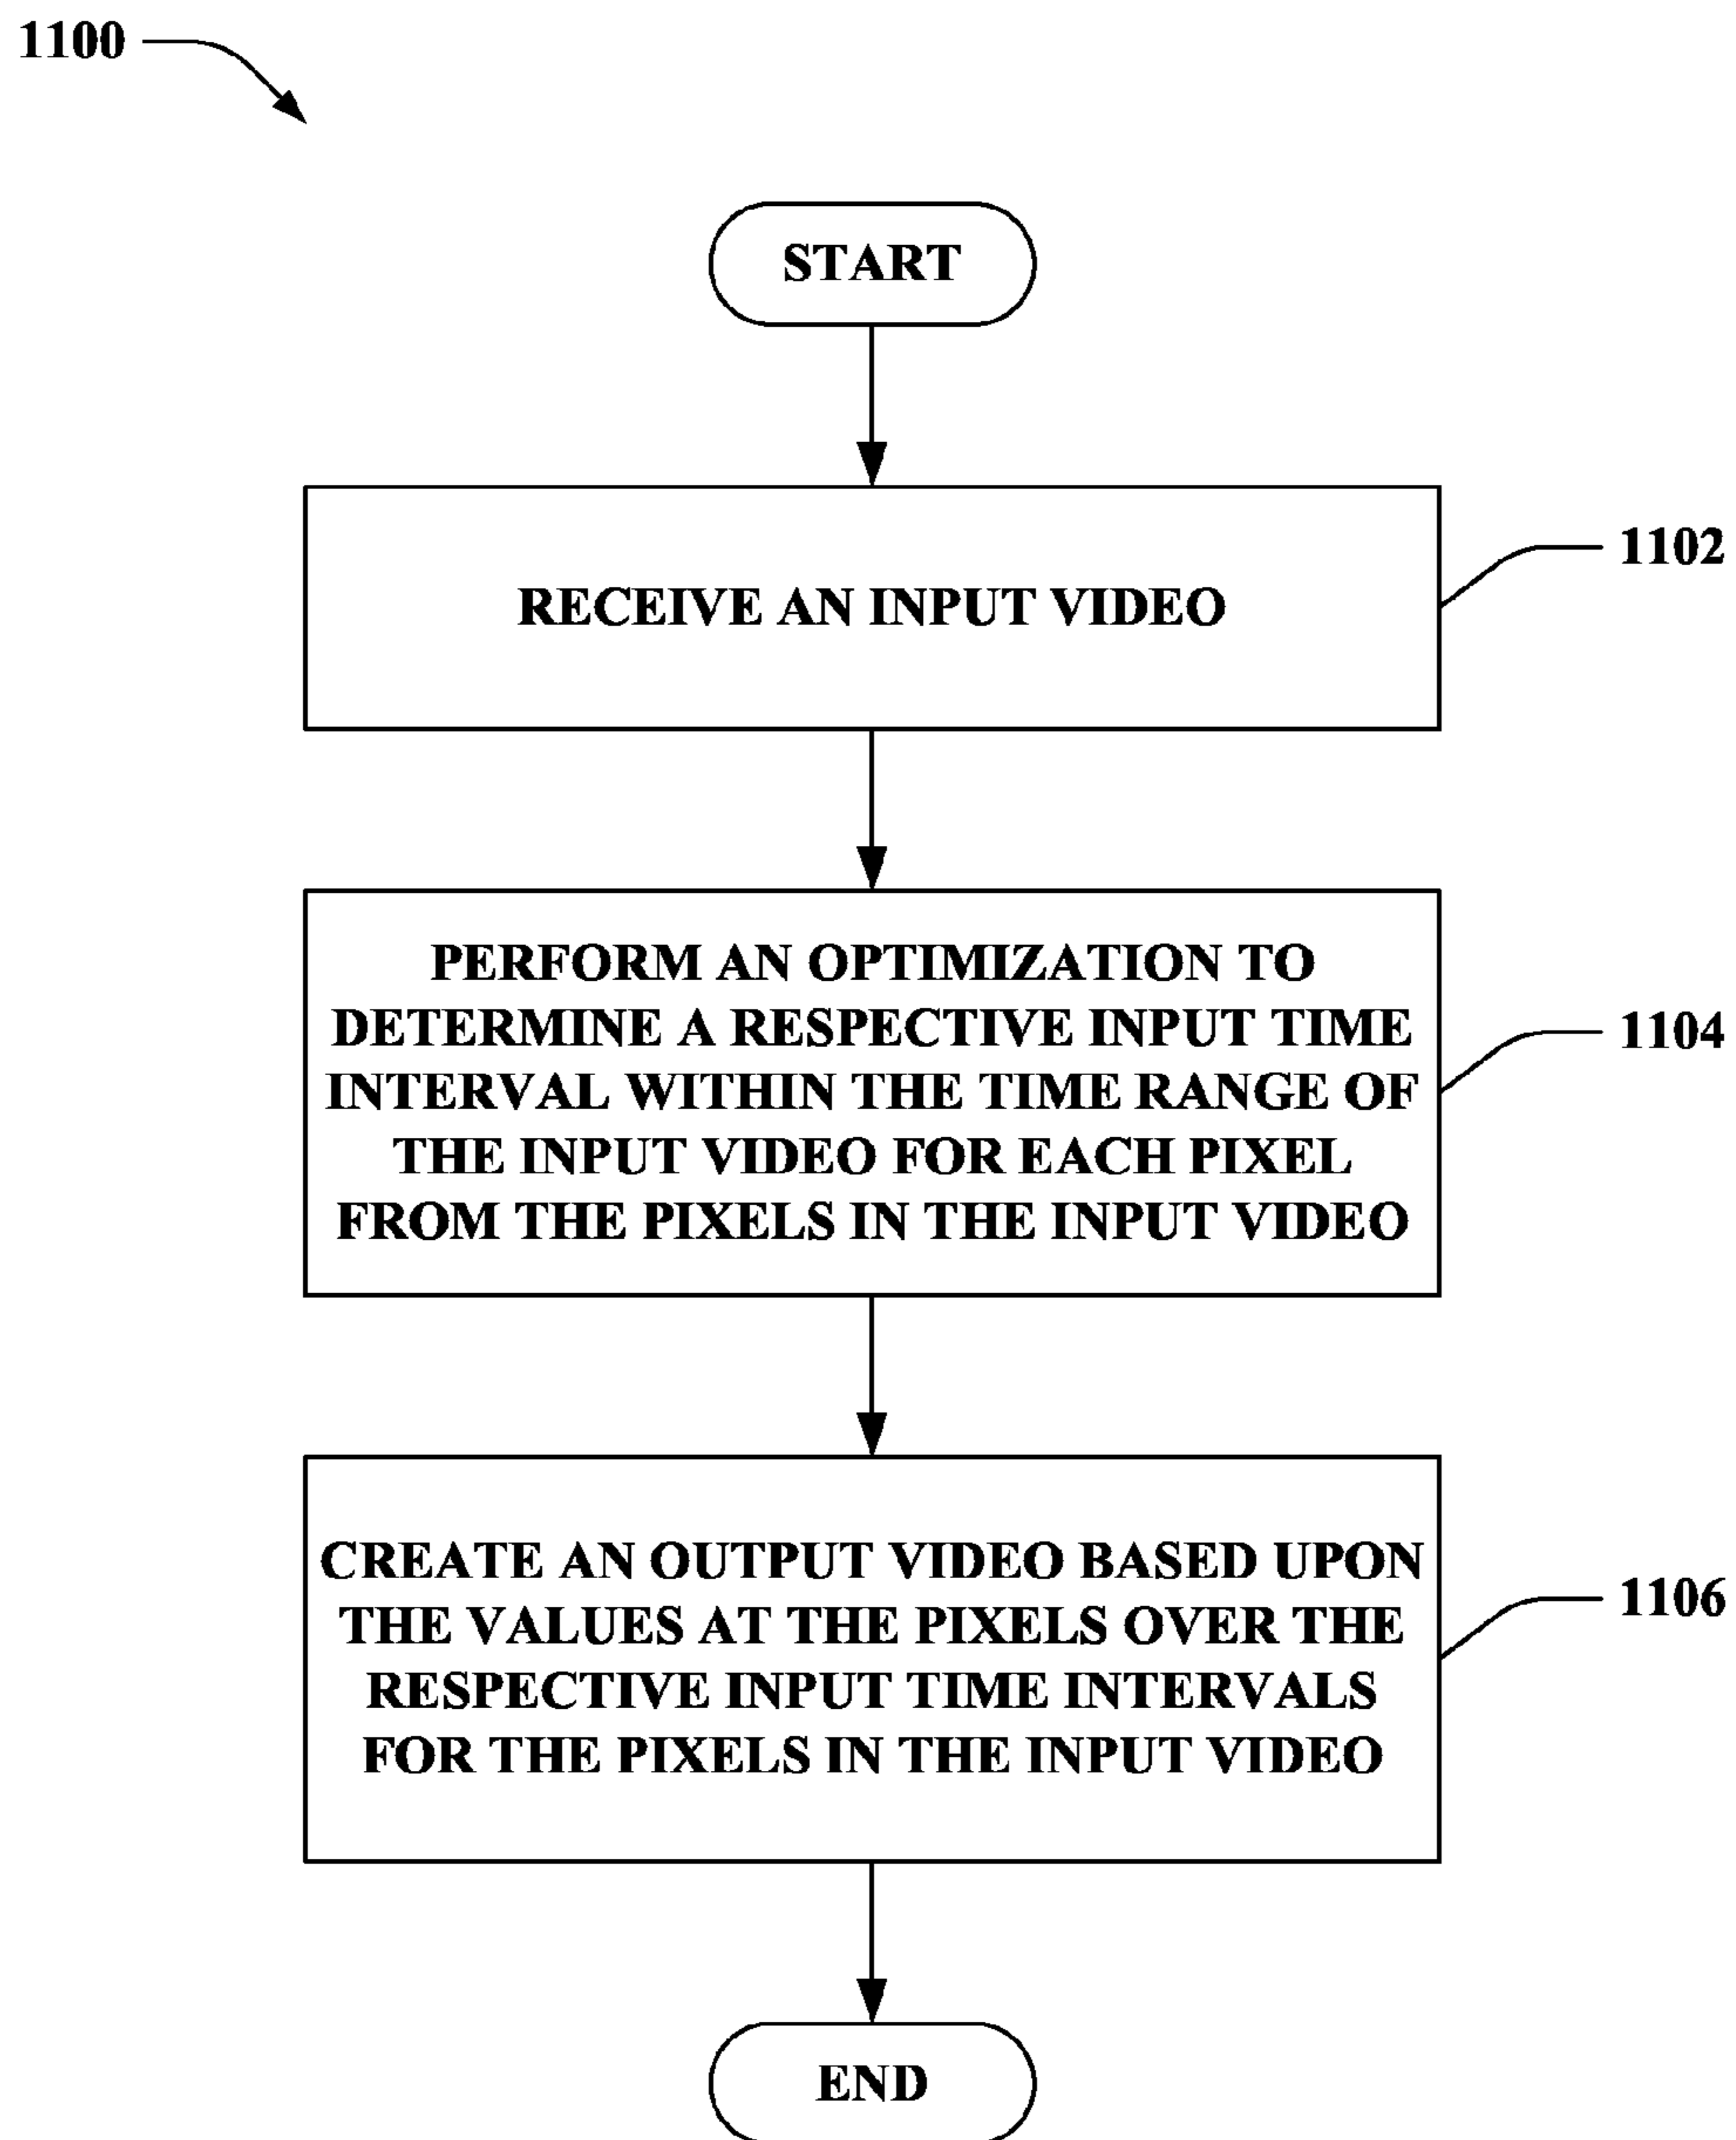 1100
START
RECEIVE AN INPUT VIDEO
1102
PERFORM AN OPTIMIZATION TO
DETERMINE A RESPECTIVE INPUT TIME
INTERVAL WITHIN THE TIME RANGE OF
THE INPUT VIDEO FOR EACH PIXEL
FROM THE PIXELS IN THE INPUT VIDEO
1104
CREATE AN OUTPUT VIDEO BASED UPON
THE VALUES AT THE PIXELS OVER THE
RESPECTIVE INPUT TIME INTERVALS
FOR THE PIXELS IN THE INPUT VIDEO
1106
END